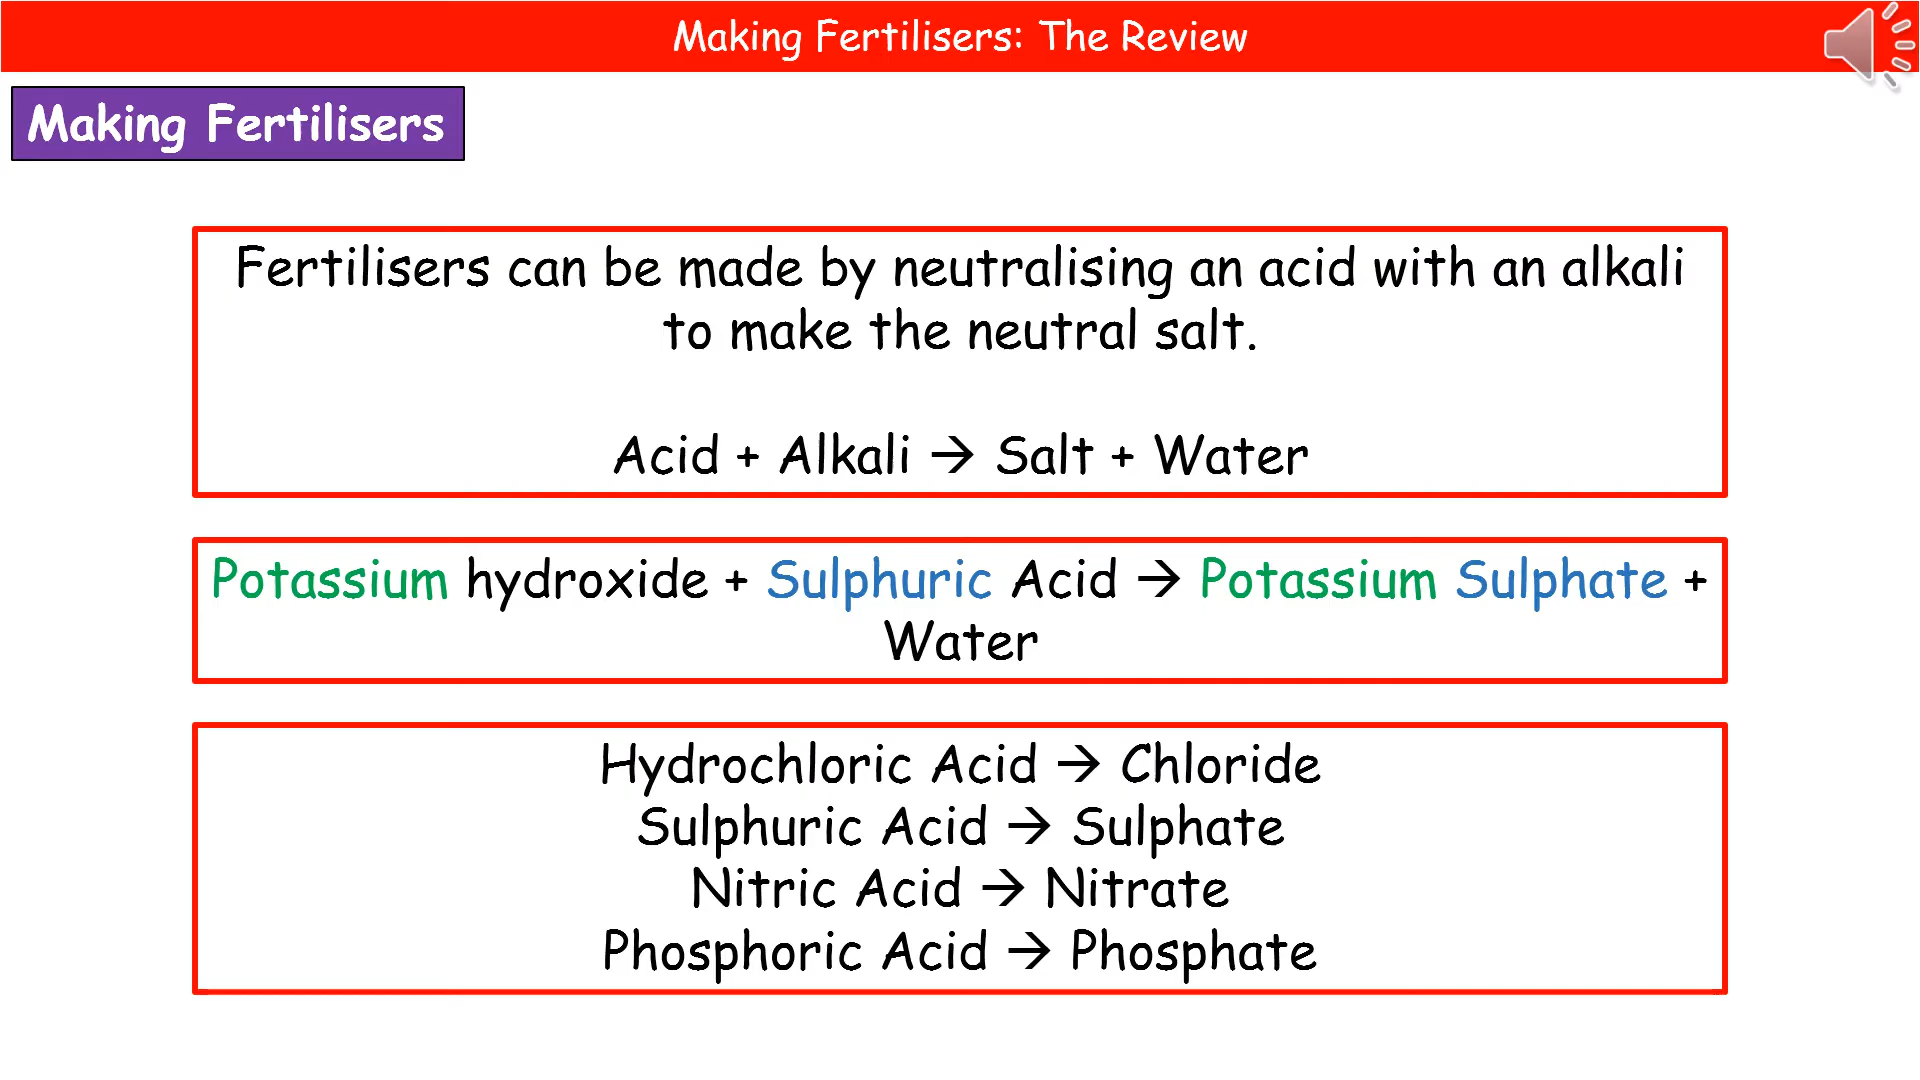 Making Fertilisers: The Review
Making Fertilisers
Fertilisers can be made by neutralising an acid with an alkali
to make the neutral salt.
Acid + Alkali → Salt + Water
Potassium hydroxide + Sulphuric Acid → Potassium Sulphate +
Water
Hydrochloric Acid → Chloride
Sulphuric Acid → Sulphate
Nitric Acid → Nitrate
Phosphoric Acid → Phosphate